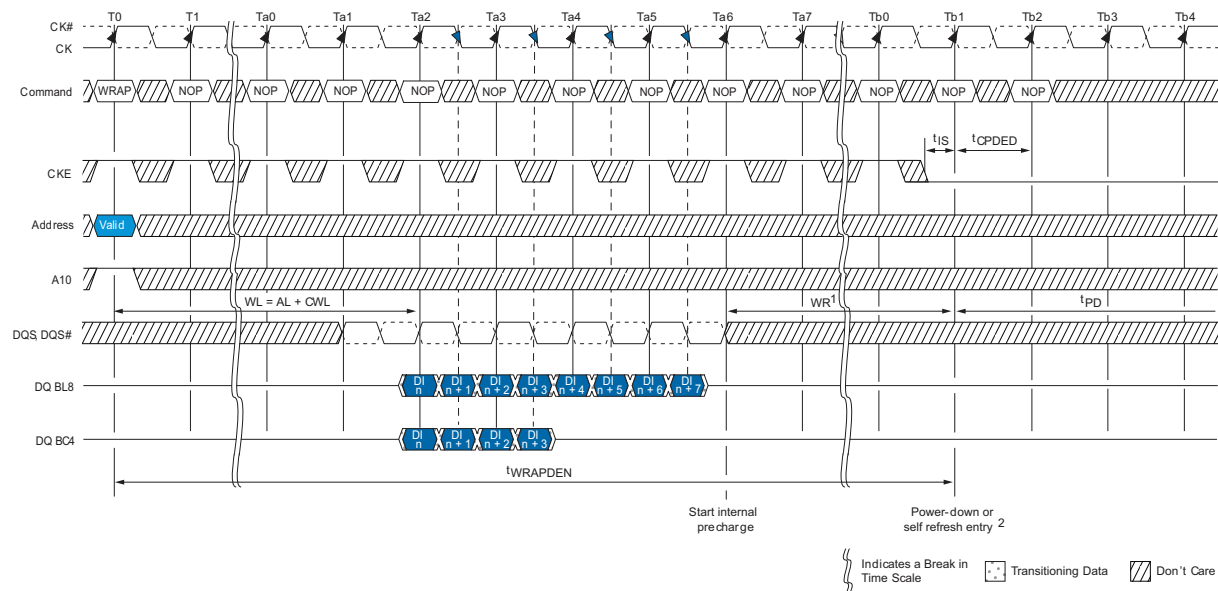 T0 T1 Ta0 Ta1 Ta2 Ta3 Ta4 Ta5 Ta6 Ta7 Tb0 Tb1 Tb2 Tb3 Tb4
CK#
CK
Command WRAP NOP NOP NOP NOP NOP NOP NOP NOP NOP NOP NOP NOP
tIS tCPDED
CKE
Address Valid
A10
WL = AL + CWL WR1 tPD
DQS, DQS#
DQ BL8 DI n DI n + 1 DI n + 2 DI n + 3 DI n + 4 DI n + 5 DI n + 6 DI n + 7
DQ BC4 DI n DI n + 1 DI n + 2 DI n + 3
tWRAPDEN
Start internal
precharge
Power-down or
self refresh entry 2
Indicates a Break in
Time Scale
Transitioning Data
Don't Care